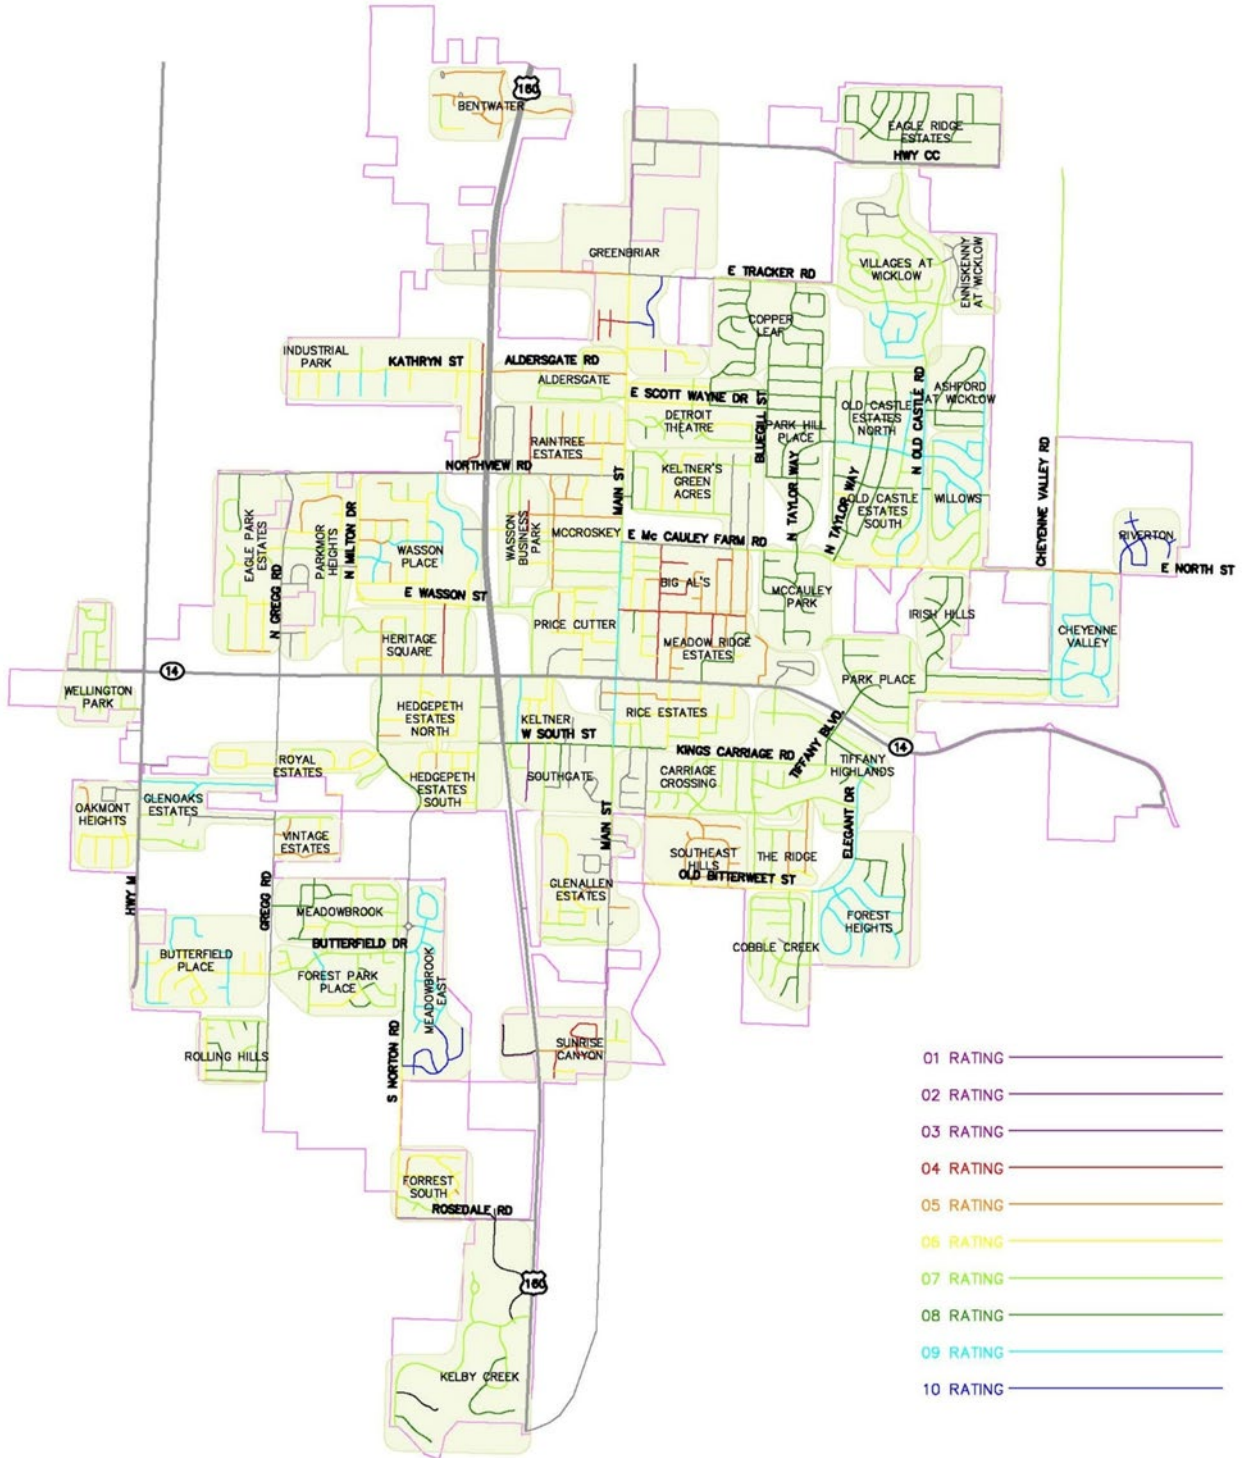 160
BENTWATER
EAGLE RIDGE
ESTATES
HWY CC
GREENBRIAR
VILLAGES AT
WICKLOW
ENNISKENNY
AT WICKLOW
E TRACKER RD
COPPER
LEAF
INDUSTRIAL
PARK
KATHRYN ST
ALDERSGATE RD
ALDERSGATE
E SCOTT WAYNE DR ST
DETROIT
THEATRE
BLUEGILL
PARK HILL
PLACE
OLD CASTLE
ESTATES
NORTH
N OLD CASTLE RD
ASHFORD
AT WICKLOW
RAINTREE
ESTATES
NORTHVIEW RD
MAIN ST
KELTNER'S
GREEN
ACRES
N TAYLOR WAY
N TAYLOR WAY
OLD CASTLE
ESTATES
SOUTH
WILLOWS
CHEYENNE VALLEY RD
EAGLE PARK
ESTATES
N GREGG RD
PARKMOR
HEIGHTS
N MILTON DR
WASSON
PLACE
WASSON
BUSINESS
PARK
MCCROSKEY
E Mc CAULEY FARM RD
RIVERTON
E NORTH ST
E WASSON ST
BIG AL'S
MCCAULEY
PARK
PRICE CUTTER
HERITAGE
SQUARE
MEADOW RIDGE
ESTATES
IRISH HILLS
CHEYENNE
VALLEY
14
WELLINGTON
PARK
PARK PLACE
HEDGEPETH
ESTATES
NORTH
KELTNER
RICE ESTATES
W SOUTH ST
KINGS CARRIAGE RD
TIFFANY BLVD.
14
TIFFANY
HIGHLANDS
ROYAL
ESTATES
HEDGEPETH
ESTATES
SOUTH
SOUTHGATE
CARRIAGE
CROSSING
OAKMONT
HEIGHTS
GLENOAKS
ESTATES
VINTAGE
ESTATES
MAIN ST
ELEGANT DR
SOUTHEAST
HILLS
THE RIDGE
OLD BITTERWEET ST
HWY M
GREGG RD
GLENALLEN
ESTATES
MEADOWBROOK
BUTTERFIELD DR
FOREST
HEIGHTS
COBBLE CREEK
BUTTERFIELD
PLACE
FOREST PARK
PLACE
MEADOWBROOK
EAST
ROLLING HILLS
S NORTON RD
SUNRISE
CANYON
FORREST
SOUTH
ROSEDALE RD
160
KELBY CREEK
01 RATING
02 RATING
03 RATING
04 RATING
05 RATING
06 RATING
07 RATING
08 RATING
09 RATING
10 RATING